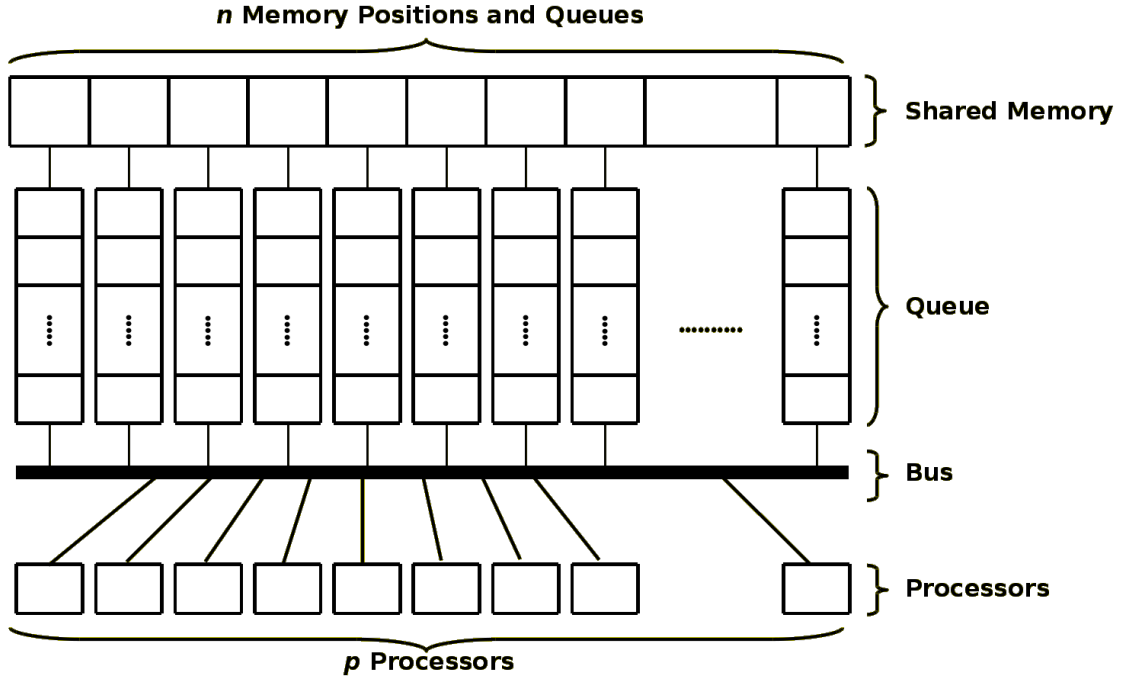 n Memory Positions and Queues
Shared Memory
Queue
Bus
Processors
p Processors